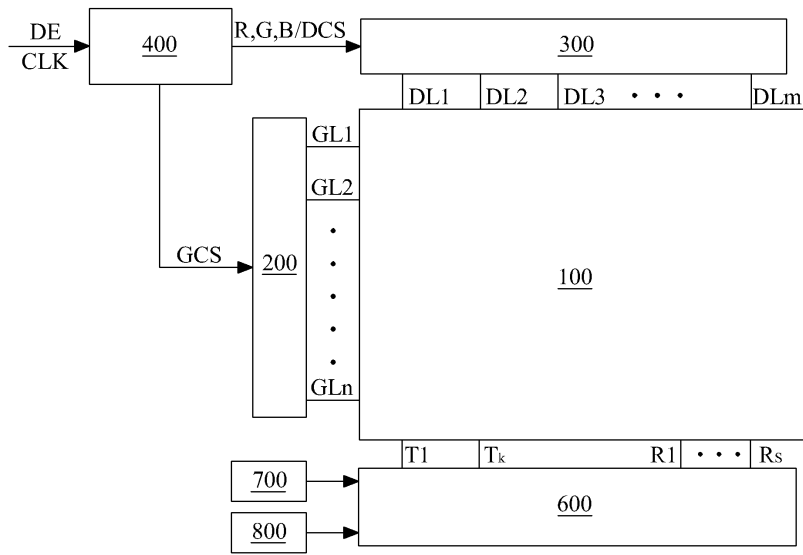 DE
CLK
400
R,G,B/DCS
300
DL1 DL2 DL3 • • • DLm
GL1
GL2
GCS
200
100
GLn
T1 Tk R1 • • • Rs
700
600
800